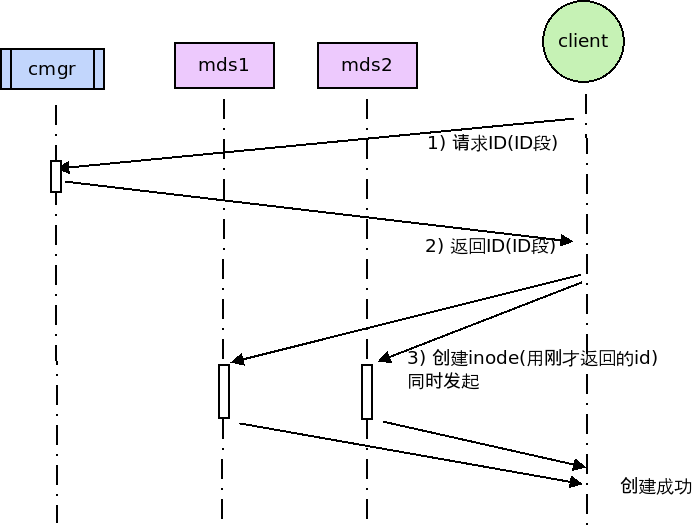 cmgr
mds1
mds2
client
1) 请求ID(ID段)
2) 返回ID(ID段)
3) 创建inode(用刚才返回的id)
同时发起
创建成功